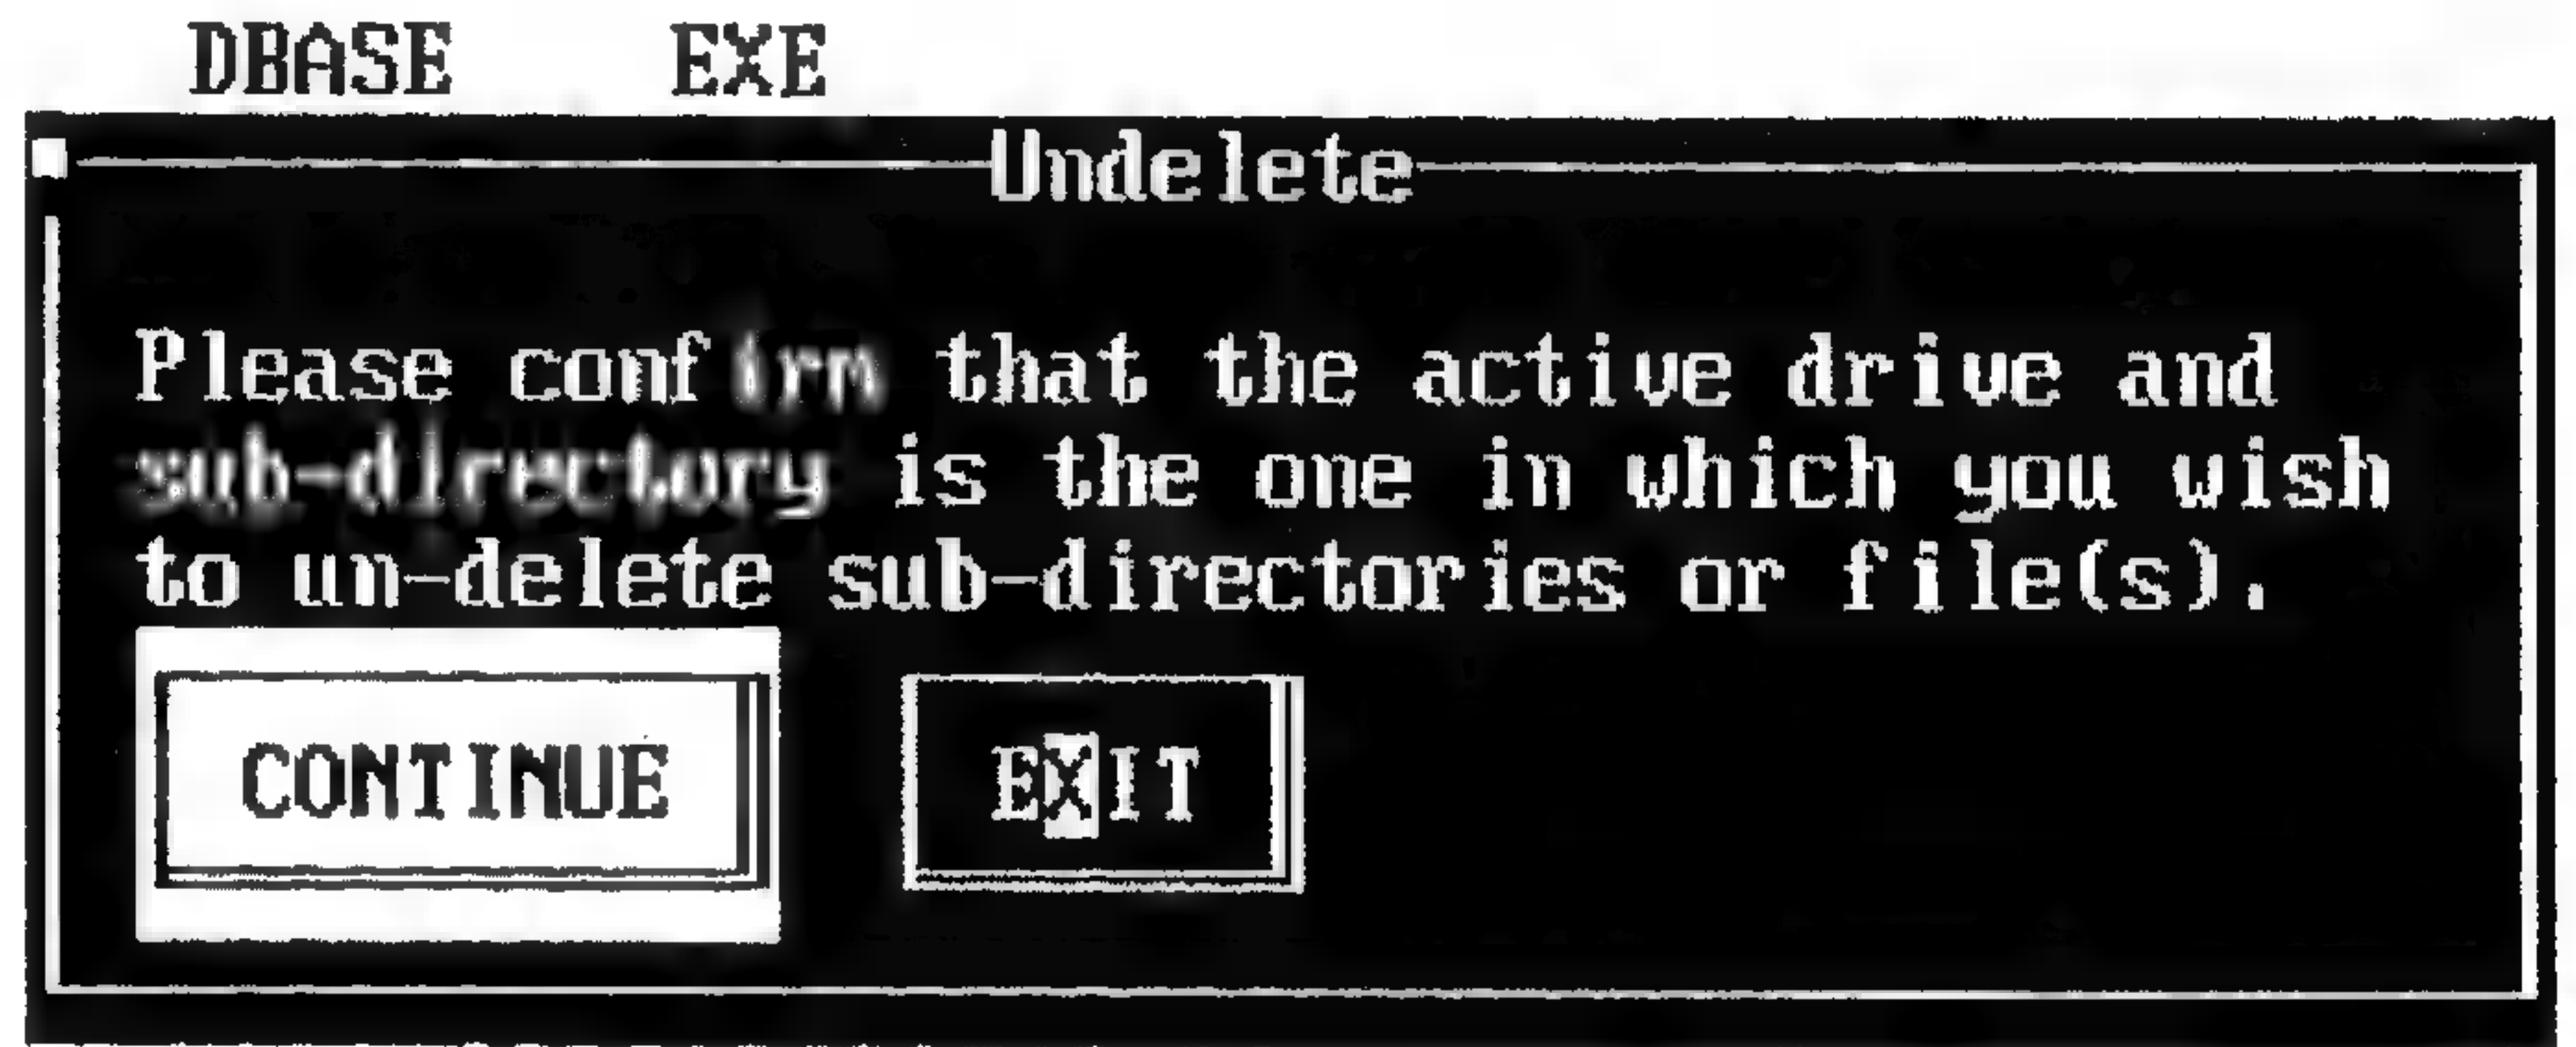 DBASE EXE
Undelete
Please confirm that the active drive and
sub-directory is the one in which you wish
to un-delete sub-directories or file(s).
CONTINUE EXIT